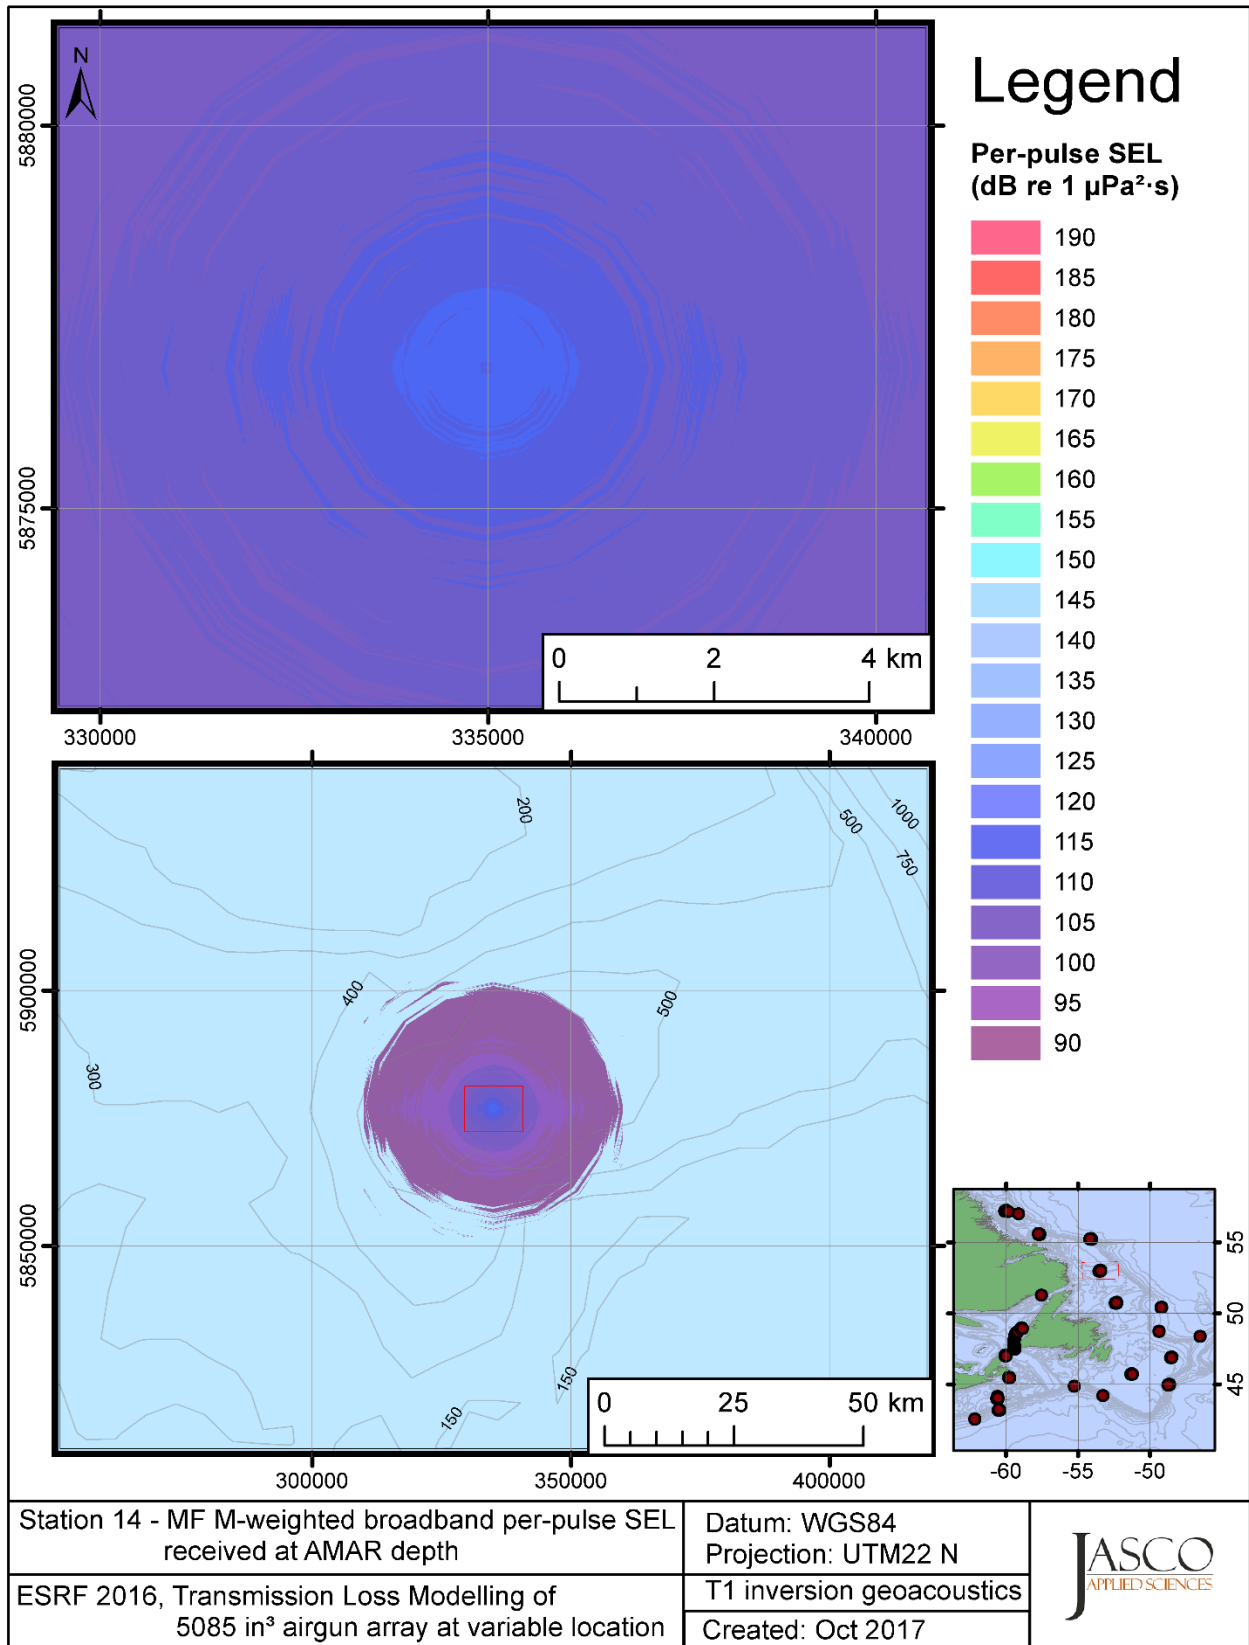 N
5880000
5875000
330000
335000
340000
0 2 4 km
Legend
Per-pulse SEL
(dB re 1 µPa²·s)
190
185
180
175
170
165
160
155
150
145
140
135
130
125
120
115
110
105
100
95
90
200
500
1000
750
400
500
300
150
150
5900000
5850000
300000
350000
400000
0 25 50 km
55
50
45
-60 -55 -50
Station 14 - MF M-weighted broadband per-pulse SEL
received at AMAR depth
ESRF 2016, Transmission Loss Modelling of
5085 in³ airgun array at variable location
Datum: WGS84
Projection: UTM22 N
T1 inversion geoacoustics
Created: Oct 2017
JASCO
APPLIED SCIENCES